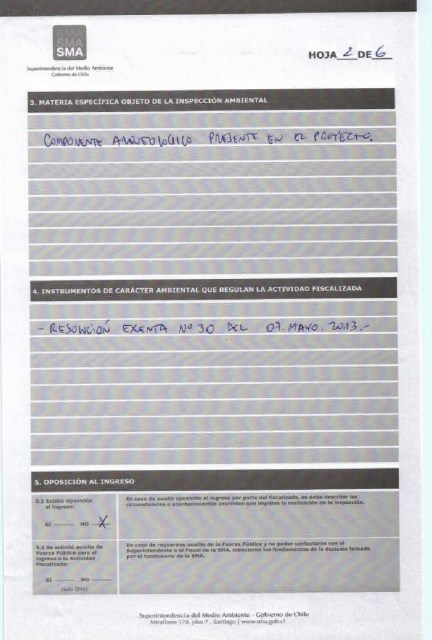 SMA
Superintendencia del Medio Ambiente
Gobierno de Chile
HOJA 2 DE 6
3. MATERIA ESPECÍFICA OBJETO DE LA INSPECCIÓN AMBIENTAL
COMPONENTE ARQUEOLOGICO PRESENTE EN EL PROYECTO.
4. INSTRUMENTOS DE CARÁCTER AMBIENTAL QUE REGULAN LA ACTIVIDAD FISCALIZADA
- RESOLUCIÓN EXENTA Nº 30 DEL 07. MAYO. 2013.-
5. OPOSICIÓN AL INGRESO
5.1 Existió Oposición
al Ingreso:
SI ____ NO X
En caso de existir oposición al ingreso por parte del fiscalizado, se debe describir las
circunstancias o acontecimientos ocurridos que impiden la realización de la inspección.
5.2 Se solicitó auxilio de
Fuerza Pública para el
ingreso a la Actividad
Fiscalizada:
SI ____ NO ____
(solo SMA)
En caso de requerirse auxilio de la Fuerza Pública y no poder contactarse con el
Superintendente o el Fiscal de la SMA, mencione los fundamentos de la decisión tomada
por el funcionario de la SMA.
Superintendencia del Medio Ambiente - Gobierno de Chile
Miraflores 178, piso 7, Santiago | www.sma.gob.cl